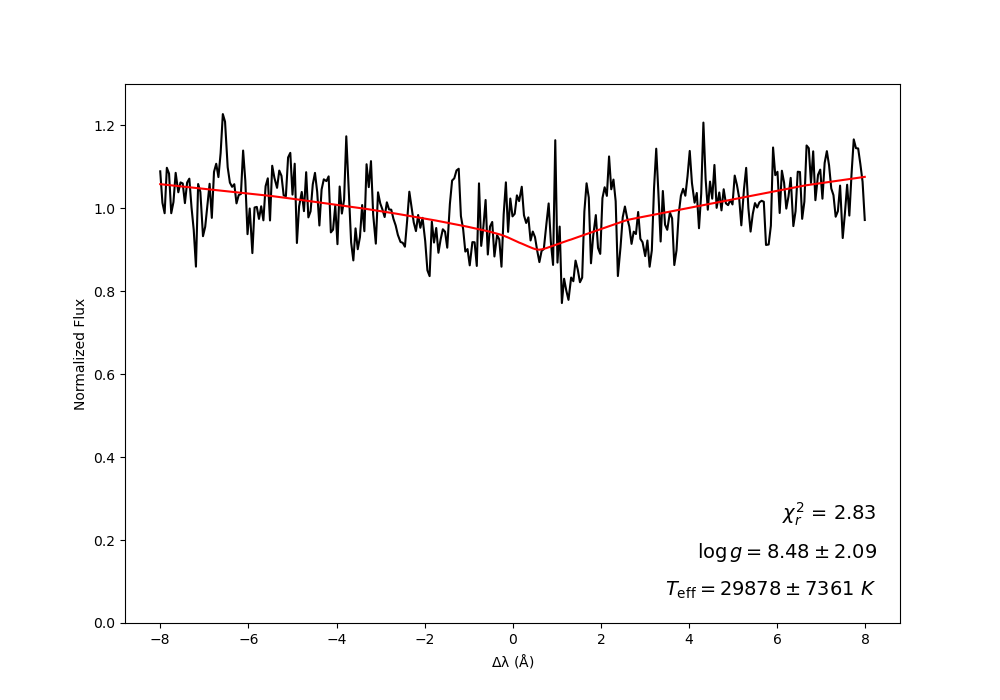 1.2
1.0
0.8
0.6
0.4
0.2
0.0
Normalized Flux
χ²ᵣ = 2.83
log g = 8.48 ± 2.09
T_eff = 29878 ± 7361 K
−8 −6 −4 −2 0 2 4 6 8
Δλ (Å)